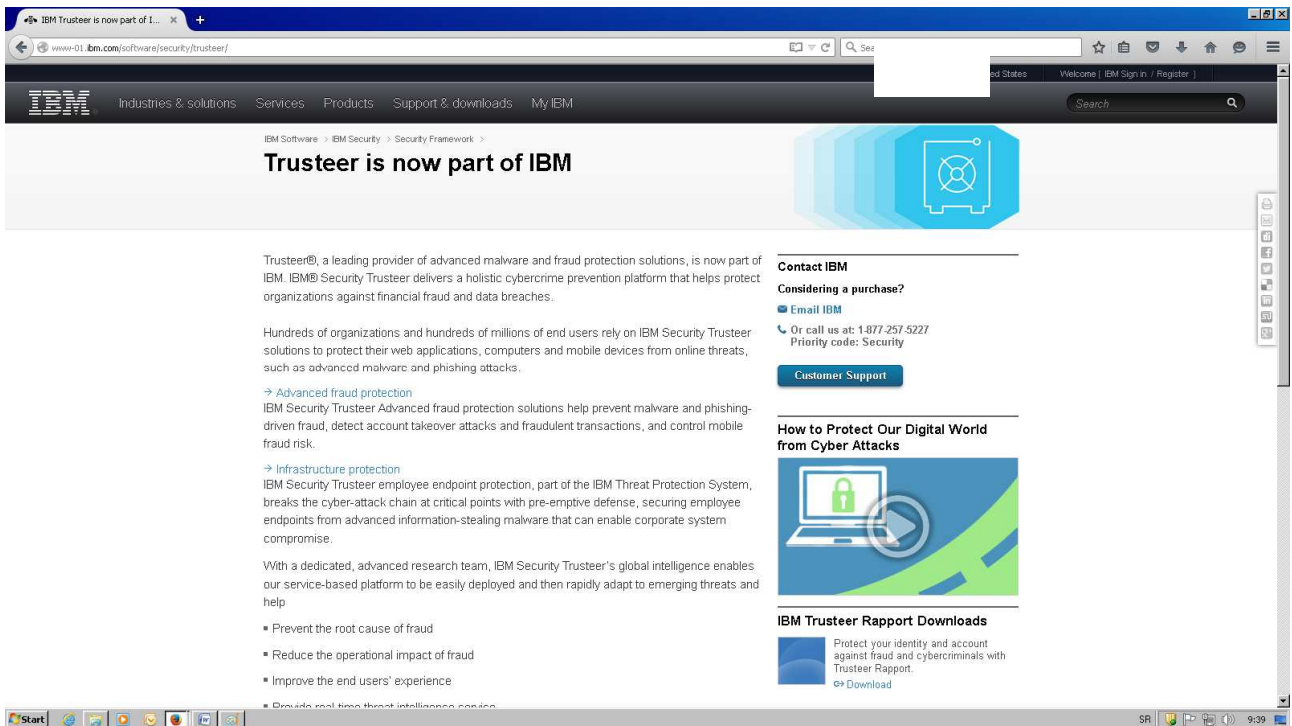 IBM Trusteer is now part of I...
www-01.ibm.com/software/security/trusteer/
Sea
ed States
Welcome [ IBM Sign in / Register ]
IBM
Industries & solutions
Services
Products
Support & downloads
My IBM
Search
IBM Software > IBM Security > Security Framework >
Trusteer is now part of IBM
Trusteer®, a leading provider of advanced malware and fraud protection solutions, is now part of
IBM. IBM® Security Trusteer delivers a holistic cybercrime prevention platform that helps protect
organizations against financial fraud and data breaches.
Hundreds of organizations and hundreds of millions of end users rely on IBM Security Trusteer
solutions to protect their web applications, computers and mobile devices from online threats,
such as advanced malware and phishing attacks.
→ Advanced fraud protection
IBM Security Trusteer Advanced fraud protection solutions help prevent malware and phishing-
driven fraud, detect account takeover attacks and fraudulent transactions, and control mobile
fraud risk.
→ Infrastructure protection
IBM Security Trusteer employee endpoint protection, part of the IBM Threat Protection System,
breaks the cyber-attack chain at critical points with pre-emptive defense, securing employee
endpoints from advanced information-stealing malware that can enable corporate system
compromise.
With a dedicated, advanced research team, IBM Security Trusteer's global intelligence enables
our service-based platform to be easily deployed and then rapidly adapt to emerging threats and
help
▪ Prevent the root cause of fraud
▪ Reduce the operational impact of fraud
▪ Improve the end users' experience
▪ Provide real-time threat intelligence service
Contact IBM
Considering a purchase?
Email IBM
Or call us at: 1-877-257-5227
Priority code: Security
Customer Support
How to Protect Our Digital World
from Cyber Attacks
IBM Trusteer Rapport Downloads
Protect your identity and account
against fraud and cybercriminals with
Trusteer Rapport.
Download
Start
SR
9:39